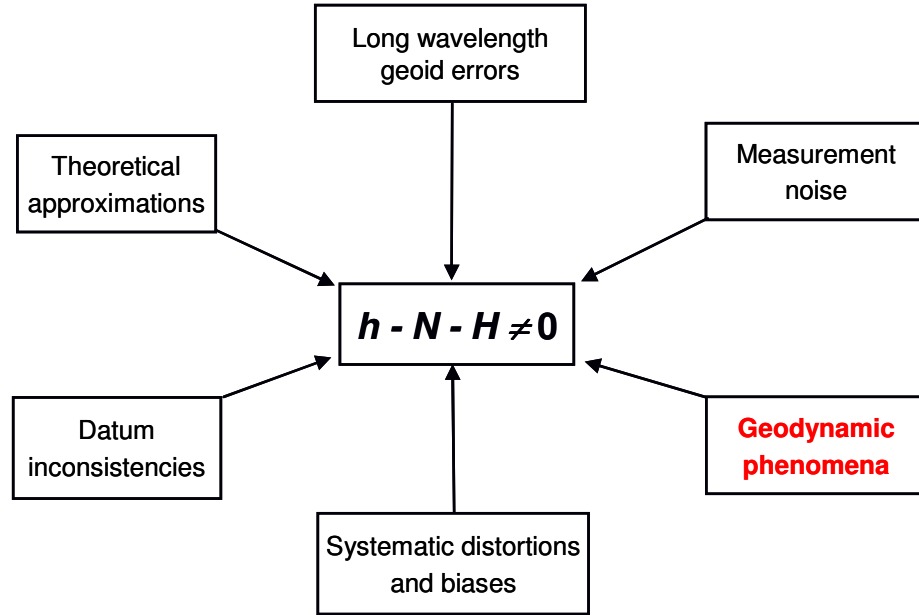 Long wavelength
geoid errors
Theoretical
approximations
Measurement
noise
h - N - H ≠ 0
Datum
inconsistencies
Geodynamic
phenomena
Systematic distortions
and biases